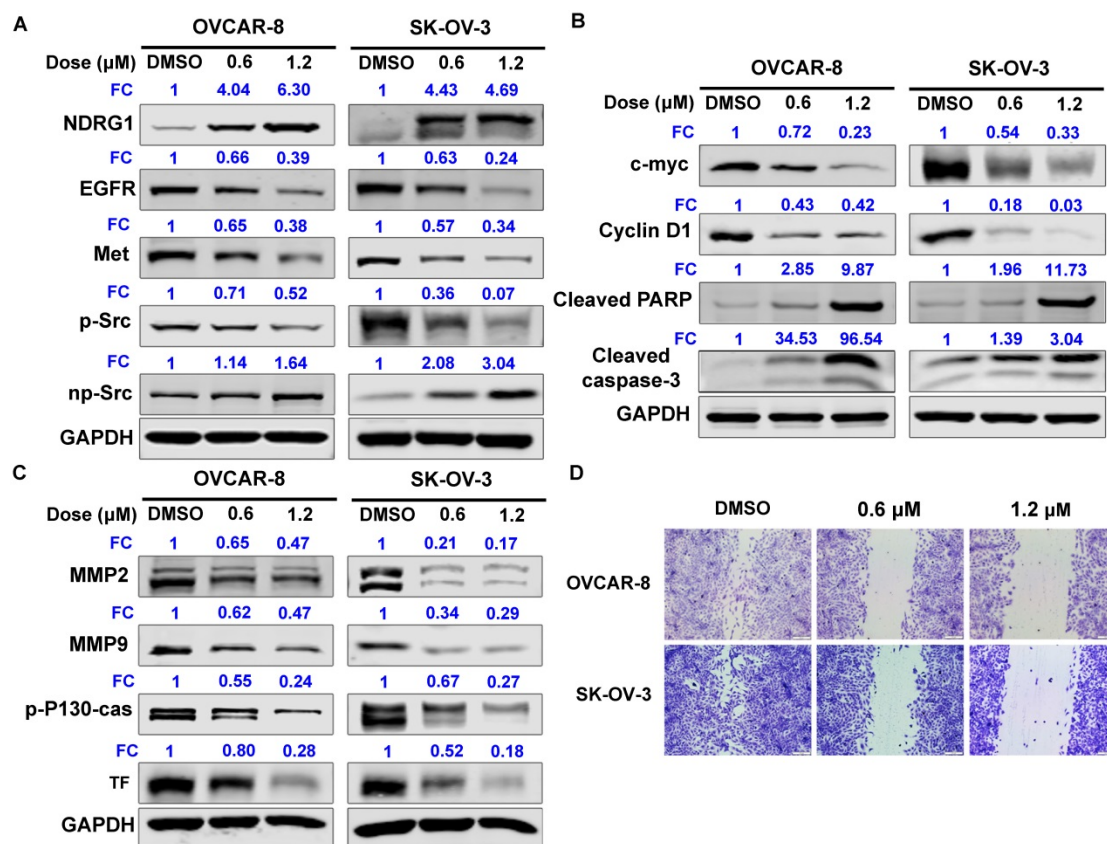 A
OVCAR-8 SK-OV-3
Dose (µM) DMSO 0.6 1.2 DMSO 0.6 1.2
FC 1 4.04 6.30 1 4.43 4.69
NDRG1
FC 1 0.66 0.39 1 0.63 0.24
EGFR
FC 1 0.65 0.38 1 0.57 0.34
Met
FC 1 0.71 0.52 1 0.36 0.07
p-Src
FC 1 1.14 1.64 1 2.08 3.04
np-Src
GAPDH
B
OVCAR-8 SK-OV-3
Dose (µM) DMSO 0.6 1.2 DMSO 0.6 1.2
FC 1 0.72 0.23 1 0.54 0.33
c-myc
FC 1 0.43 0.42 1 0.18 0.03
Cyclin D1
FC 1 2.85 9.87 1 1.96 11.73
Cleaved PARP
FC 1 34.53 96.54 1 1.39 3.04
Cleaved
caspase-3
GAPDH
C
OVCAR-8 SK-OV-3
Dose (µM) DMSO 0.6 1.2 DMSO 0.6 1.2
FC 1 0.65 0.47 1 0.21 0.17
MMP2
FC 1 0.62 0.47 1 0.34 0.29
MMP9
FC 1 0.55 0.24 1 0.67 0.27
p-P130-cas
FC 1 0.80 0.28 1 0.52 0.18
TF
GAPDH
D
DMSO 0.6 µM 1.2 µM
OVCAR-8
SK-OV-3